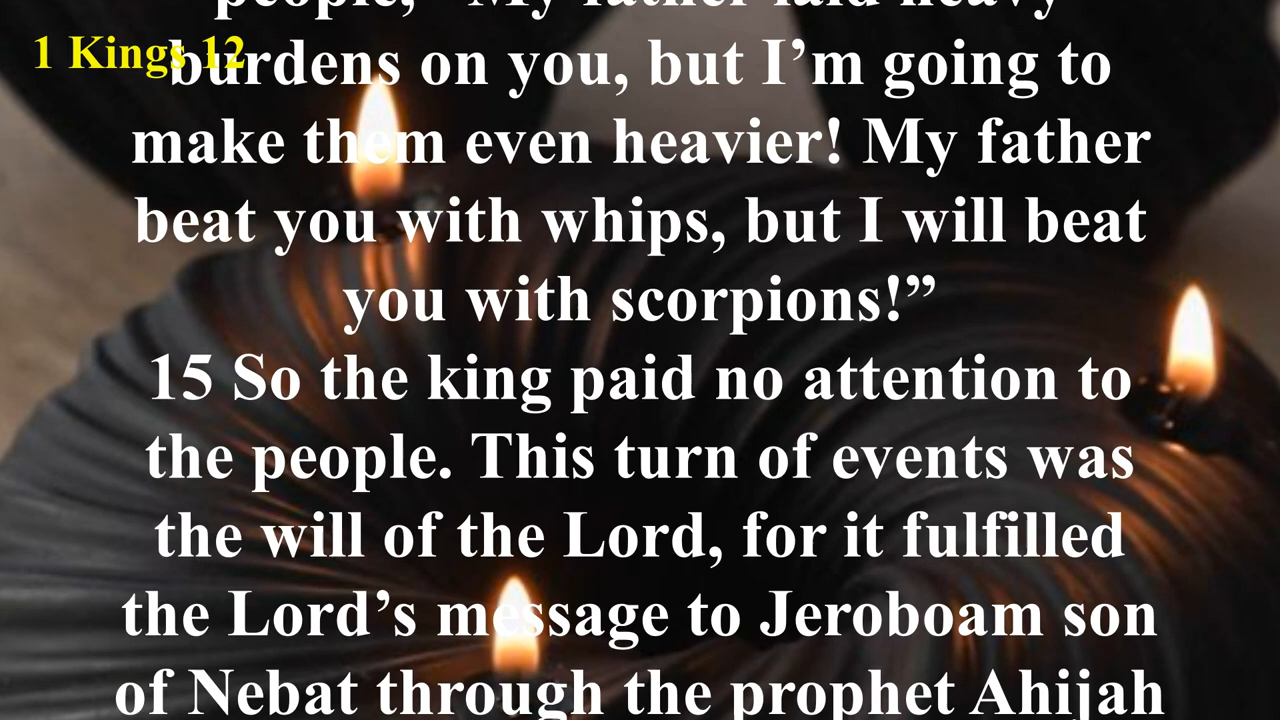 people, “My father laid heavy
1 Kings 12
burdens on you, but I’m going to
make them even heavier! My father
beat you with whips, but I will beat
you with scorpions!”
15 So the king paid no attention to
the people. This turn of events was
the will of the Lord, for it fulfilled
the Lord’s message to Jeroboam son
of Nebat through the prophet Ahijah